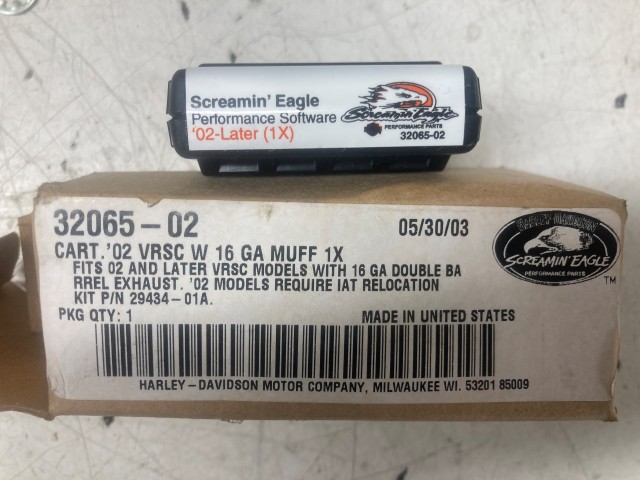 Screamin' Eagle
Performance Software
'02-Later (1X)
Screamin' Eagle
PERFORMANCE PARTS
32065-02
32065-02
05/30/03
CART.'02 VRSC W 16 GA MUFF 1X
FITS 02 AND LATER VRSC MODELS WITH 16 GA DOUBLE BA
RREL EXHAUST. '02 MODELS REQUIRE IAT RELOCATION
KIT P/N 29434-01A.
PKG QTY: 1
MADE IN UNITED STATES
HARLEY-DAVIDSON MOTOR COMPANY, MILWAUKEE WI. 53201 85009
HARLEY-DAVIDSON
SCREAMIN' EAGLE
PERFORMANCE PARTS